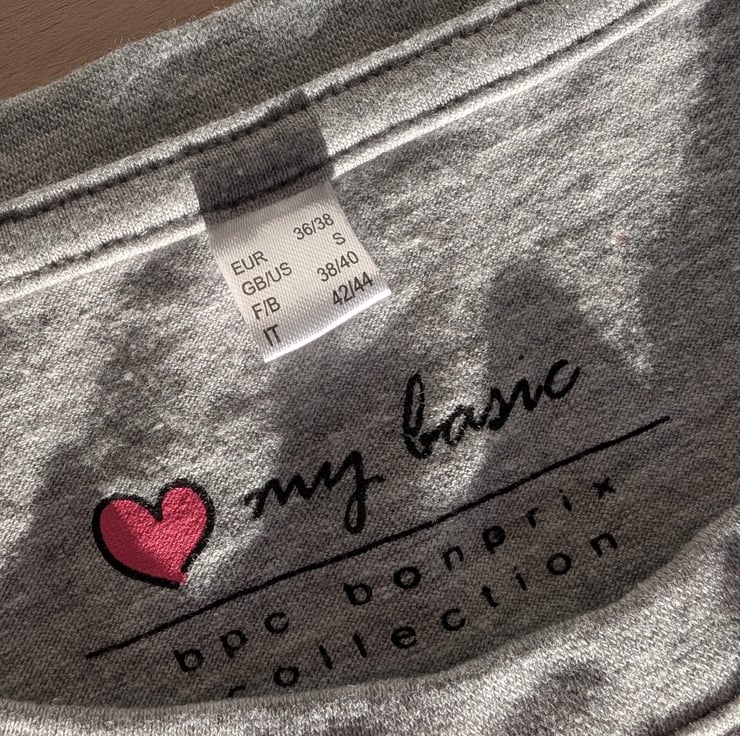 EUR 36/38
GB/US S
F/B 38/40
IT 42/44
my basic
bpc bonprix
collection